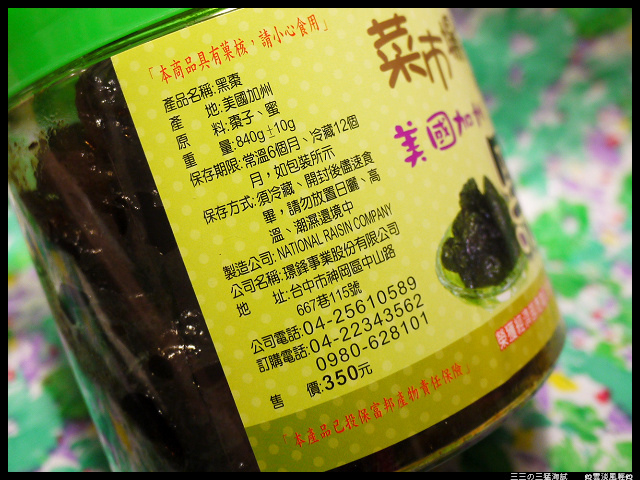 「本商品具有菓核，請小心食用」
產品名稱:黑棗
產　　地:美國加州
原　　料:棗子、蜜
重　　量:840g±10g
保存期限:常溫6個月、冷藏12個
月，如包裝所示
保存方式:須冷藏、開封後儘速食
畢，請勿放置日曬、高
溫、潮濕環境中
製造公司:NATIONAL RAISIN COMPANY
公司名稱:璟鋒事業股份有限公司
地　　址:台中市神岡區中山路
667巷115號
公司電話:04-25610589
訂購電話:04-22343562
0980-628101
售　　價:350元
「本產品已投保富邦產物責任保險」
菜市
美國加州
三三の三猛海賊
雲淡風輕